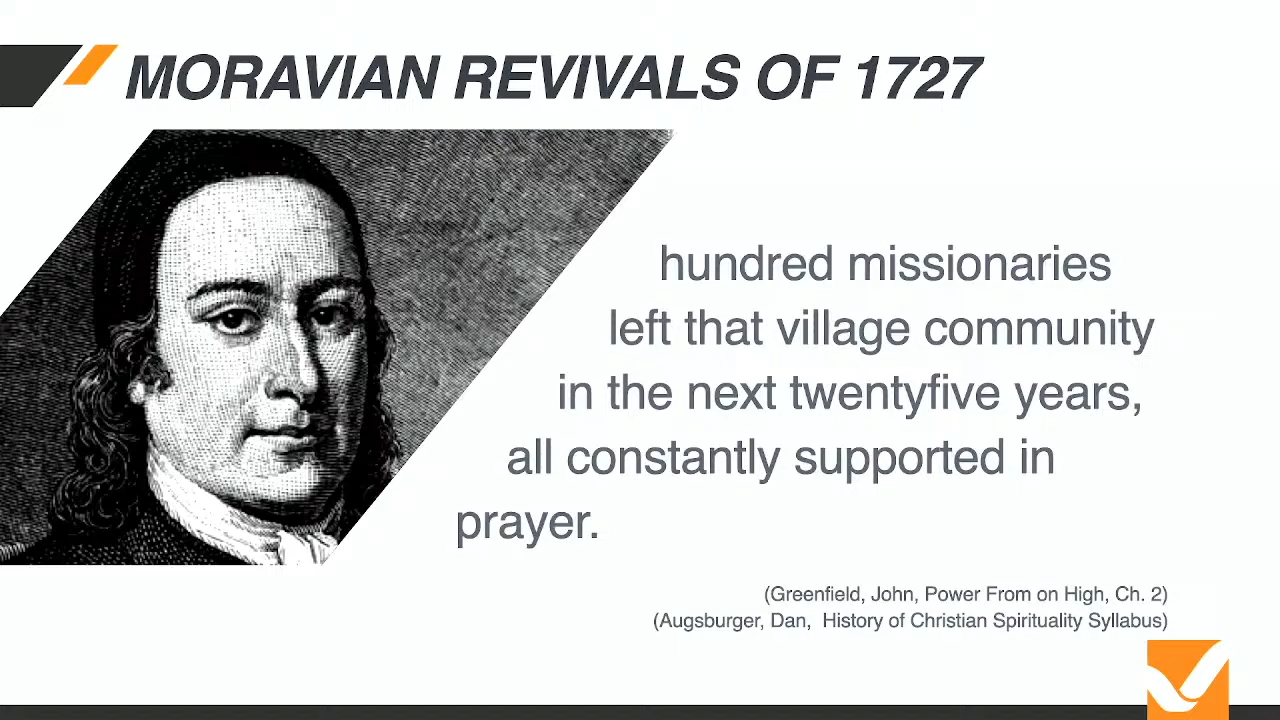 MORAVIAN REVIVALS OF 1727
hundred missionaries
left that village community
in the next twentyfive years,
all constantly supported in
prayer.
(Greenfield, John, Power From on High, Ch. 2)
(Augsburger, Dan, History of Christian Spirituality Syllabus)